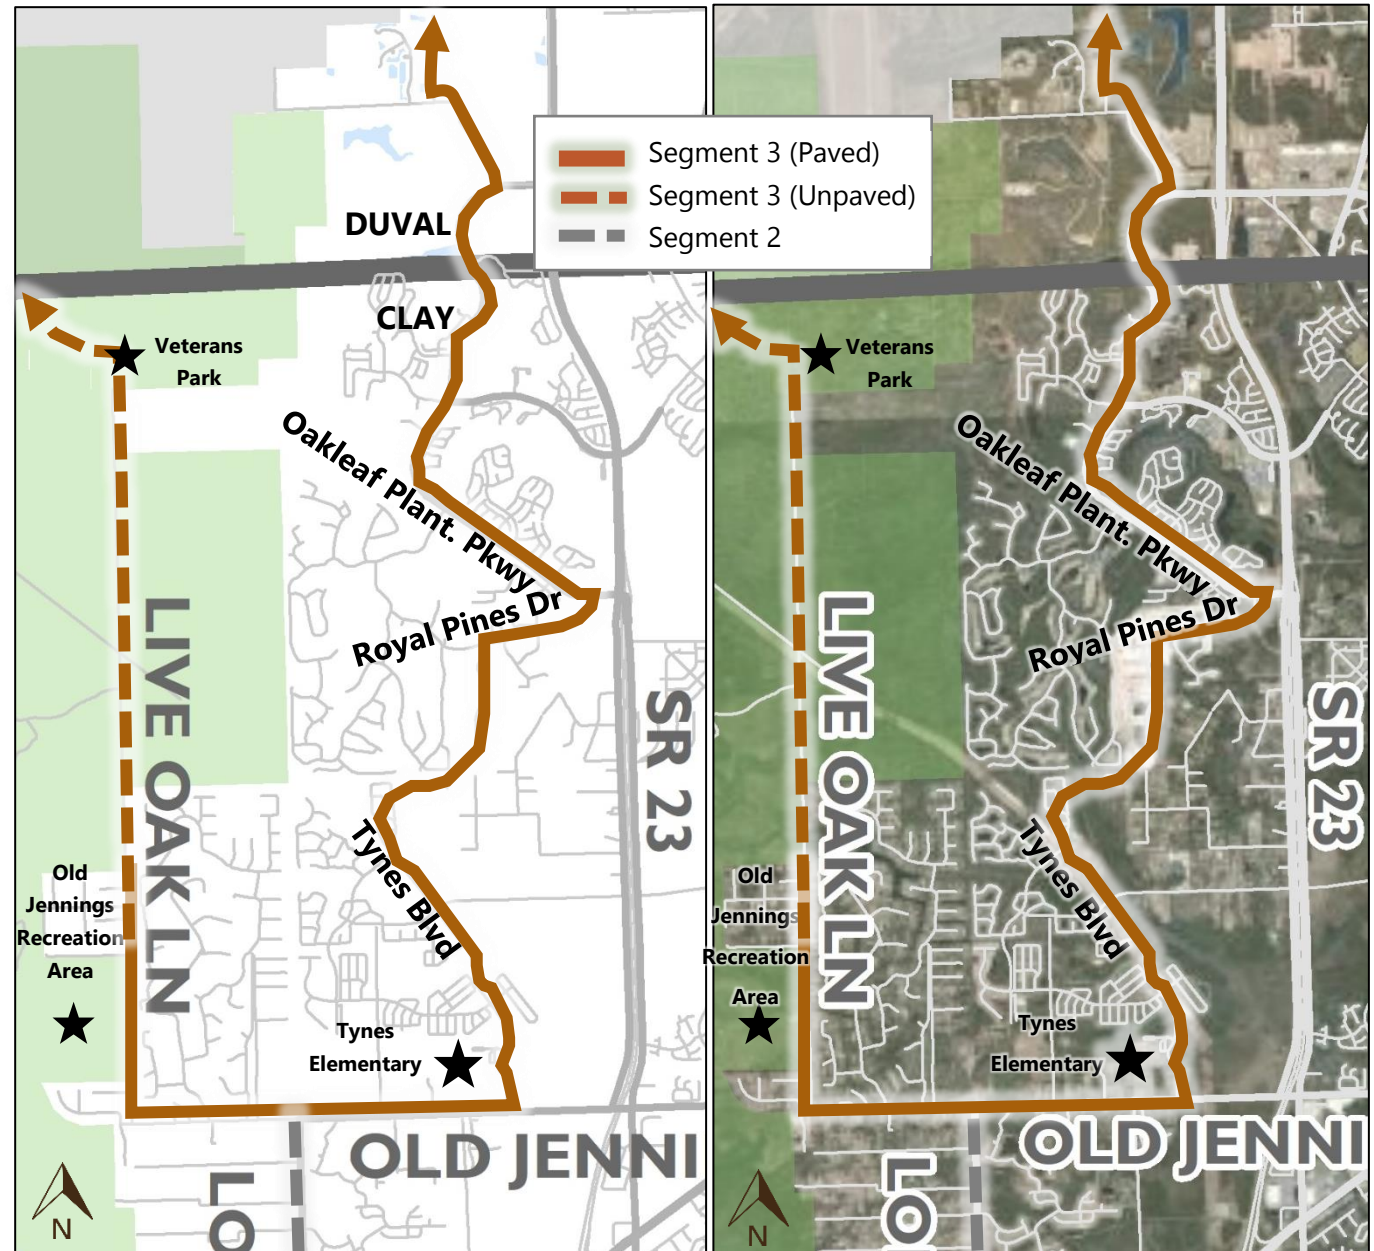 Segment 3 (Paved)
Segment 3 (Unpaved)
Segment 2
DUVAL
CLAY
Veterans
Park
Oakleaf Plant. Pkwy
Royal Pines Dr
LIVE OAK LN
SR 23
Tynes Blvd
Old
Jennings
Recreation
Area
Tynes
Elementary
OLD JENNI
LO
N
Veterans
Park
Oakleaf Plant. Pkwy
Royal Pines Dr
LIVE OAK LN
SR 23
Tynes Blvd
Old
Jennings
Recreation
Area
Tynes
Elementary
OLD JENNI
LO
N